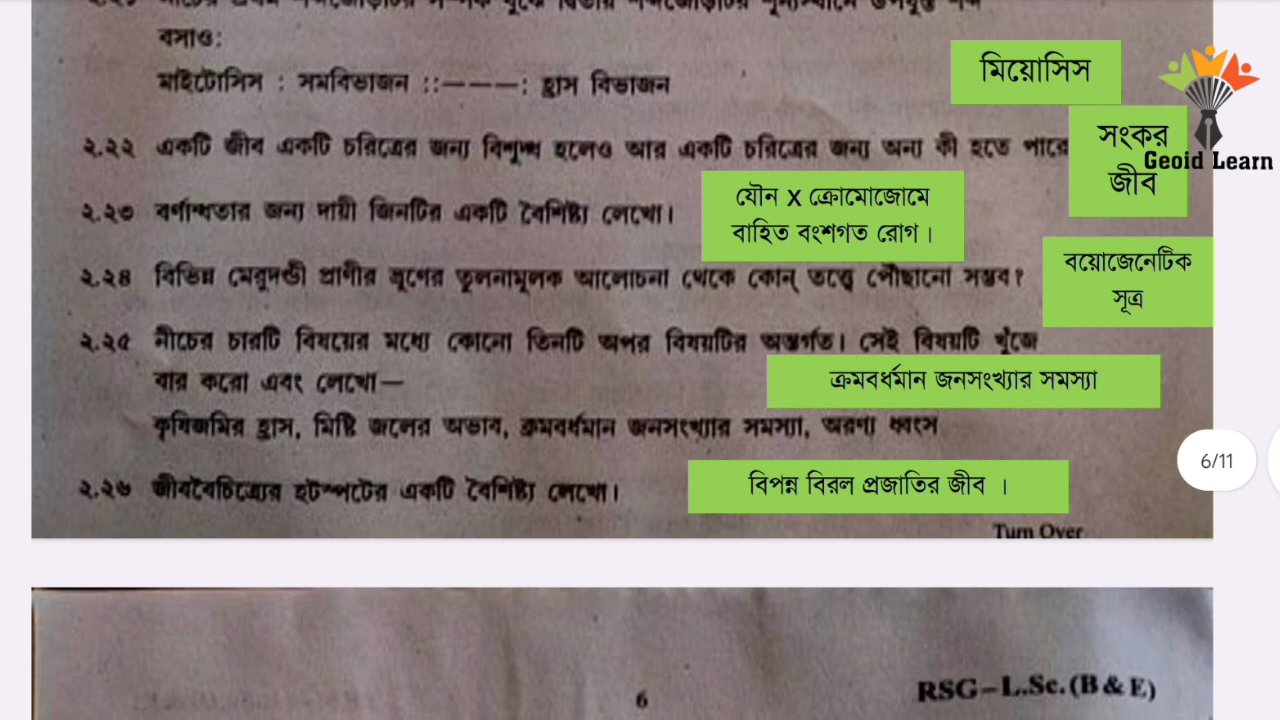 বসাও:
মাইটোসিস : সমবিভাজন ::———: হ্রাস বিভাজন
মিয়োসিস
২.২২ একটি জীব একটি চরিত্রের জন্য বিশুদ্ধ হলেও আর একটি চরিত্রের জন্য অন্য কী হতে পারে
সংকর
জীব
Geoid Learn
২.২৩ বর্ণান্ধতার জন্য দায়ী জিনটির একটি বৈশিষ্ট্য লেখো।
যৌন X ক্রোমোজোমে
বাহিত বংশগত রোগ।
২.২৪ বিভিন্ন মেরুদণ্ডী প্রাণীর ভ্রূণের তুলনামূলক আলোচনা থেকে কোন্ তত্ত্বে পৌঁছানো সম্ভব?
বয়োজেনেটিক
সূত্র
২.২৫ নীচের চারটি বিষয়ের মধ্যে কোনো তিনটি অপর বিষয়টির অন্তর্গত। সেই বিষয়টি খুঁজে
বার করো এবং লেখো—
ক্রমবর্ধমান জনসংখ্যার সমস্যা
কৃষিজমির হ্রাস, মিষ্টি জলের অভাব, ক্রমবর্ধমান জনসংখ্যার সমস্যা, অরণ্য ধ্বংস
6/11
২.২৬ জীববৈচিত্র্যের হটস্পটের একটি বৈশিষ্ট্য লেখো।
বিপন্ন বিরল প্রজাতির জীব ।
Turn Over
6
RSG–L.Sc.(B & E)